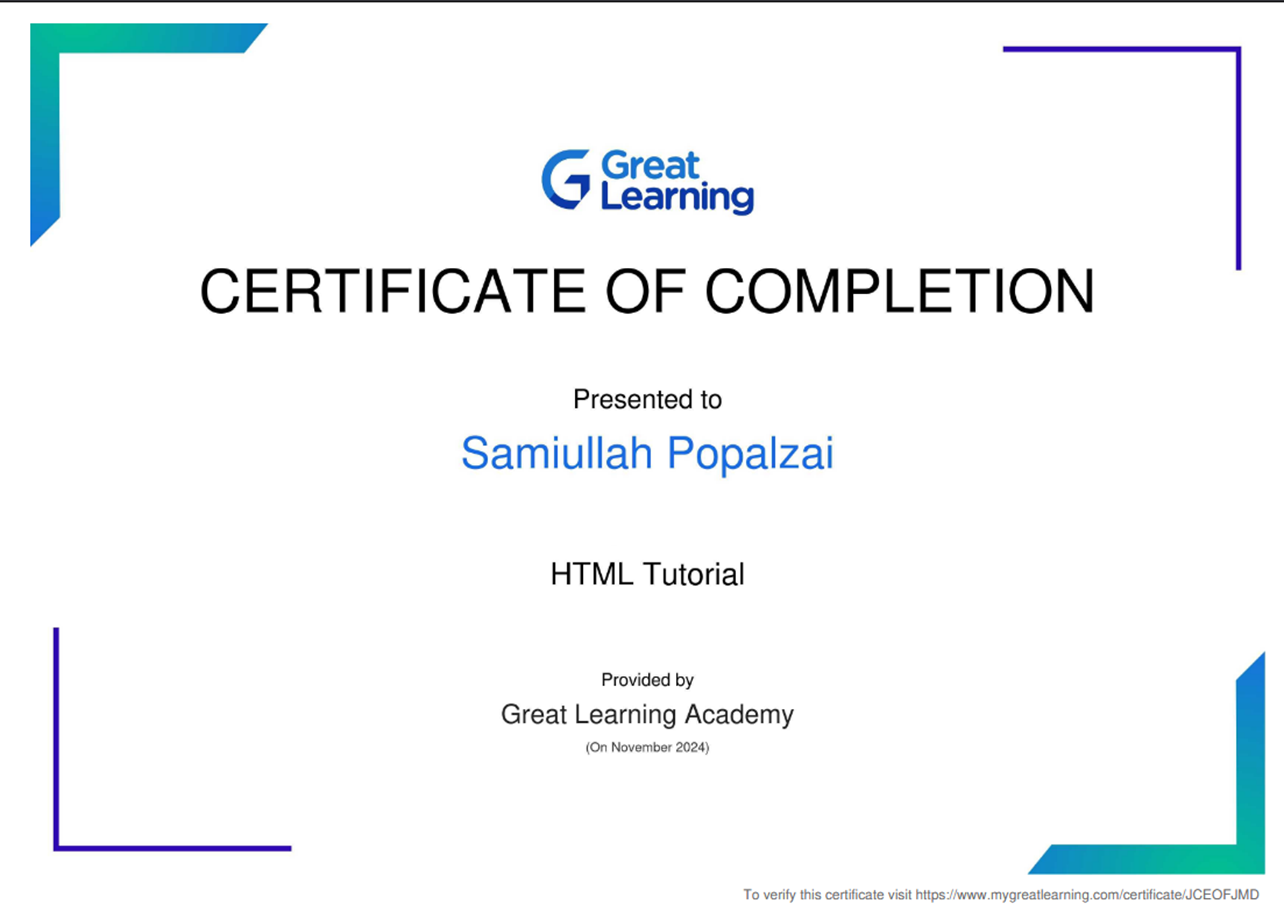 Great
Learning
CERTIFICATE OF COMPLETION
Presented to
Samiullah Popalzai
HTML Tutorial
Provided by
Great Learning Academy
(On November 2024)
To verify this certificate visit https://www.mygreatlearning.com/certificate/JCEOFJMD